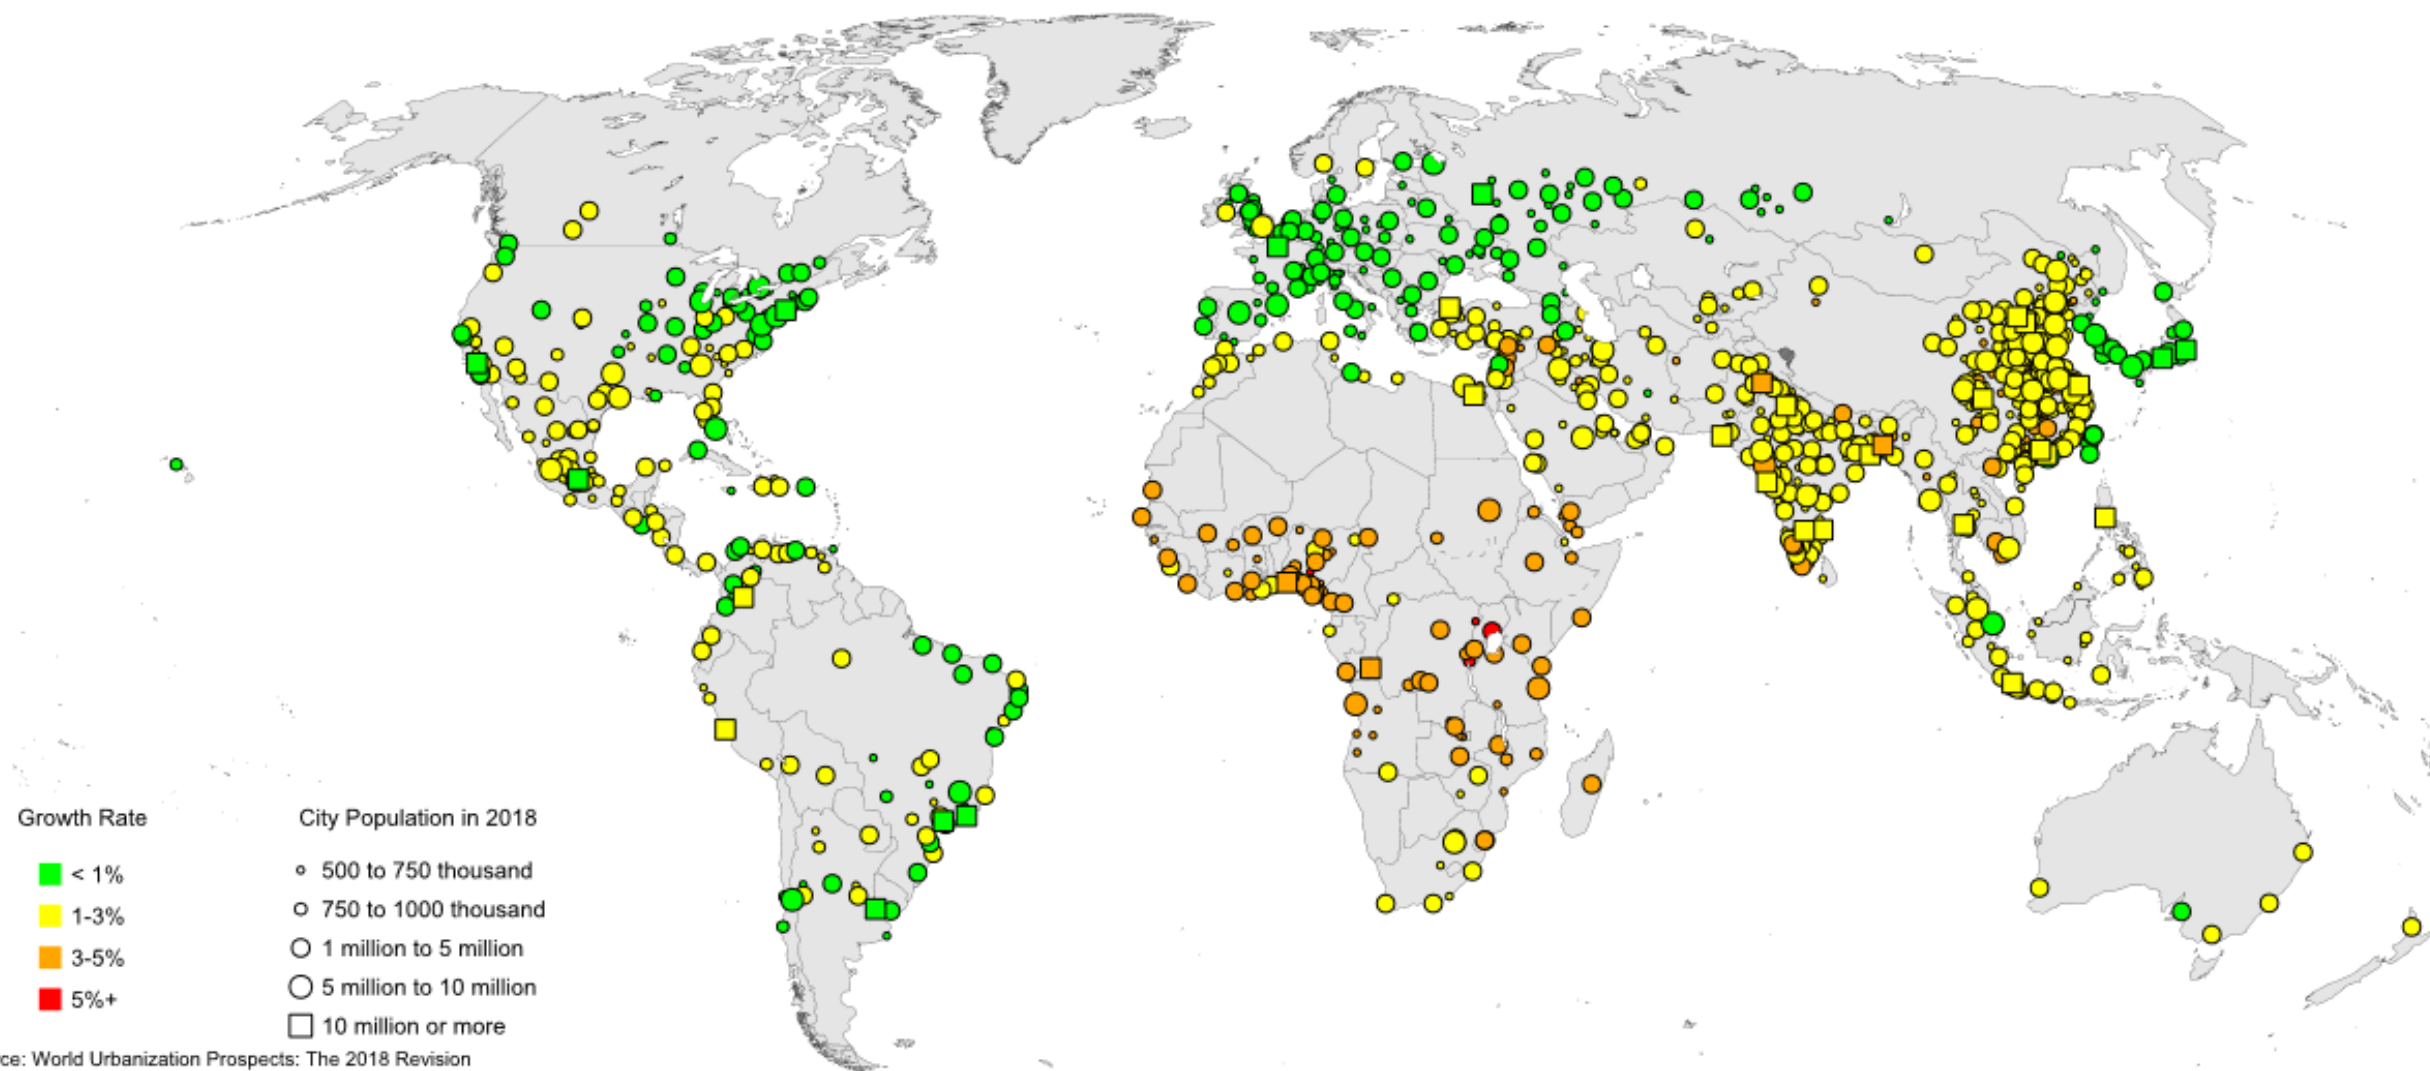 Growth Rate
< 1%
1-3%
3-5%
5%+
City Population in 2018
500 to 750 thousand
750 to 1000 thousand
1 million to 5 million
5 million to 10 million
10 million or more
rce: World Urbanization Prospects: The 2018 Revision